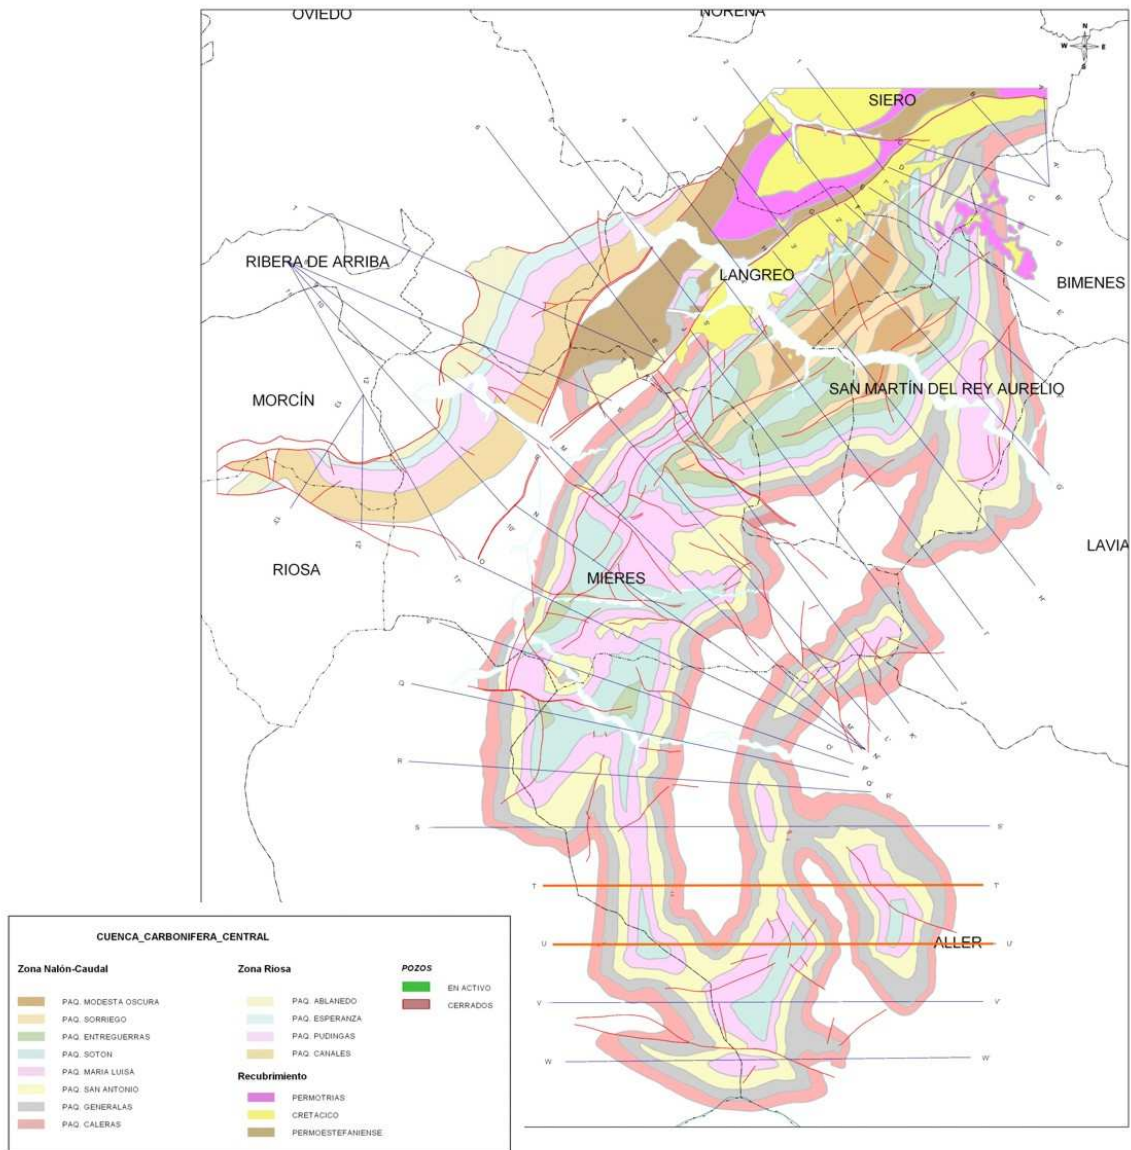 OVIEDO
NOREÑA
N
W E
S
SIERO
RIBERA DE ARRIBA
LANGREO
BIMENES
MORCÍN
SAN MARTÍN DEL REY AURELIO
LAVIA
RIOSA
MIERES
Q
R
R'
S
S'
T
T'
U
ALLER
U'
V
V'
W
W'
CUENCA_CARBONIFERA_CENTRAL
Zona Nalón-Caudal
PAQ. MODESTA OSCURA
PAQ. SORRIEGO
PAQ. ENTREGUERRAS
PAQ. SOTON
PAQ. MARIA LUISA
PAQ. SAN ANTONIO
PAQ. GENERALAS
PAQ. CALERAS
Zona Riosa
PAQ. ABLANEDO
PAQ. ESPERANZA
PAQ. PUDINGAS
PAQ. CANALES
Recubrimiento
PERMOTRIAS
CRETACICO
PERMOESTEFANIENSE
POZOS
EN ACTIVO
CERRADOS